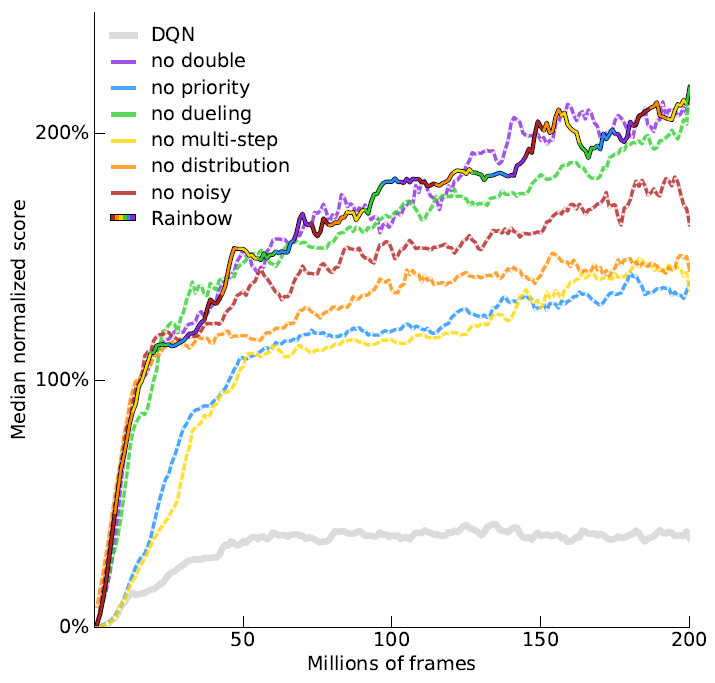 DQN
no double
no priority
no dueling
no multi-step
no distribution
no noisy
Rainbow
200%
100%
0%
50
100
150
200
Median normalized score
Millions of frames